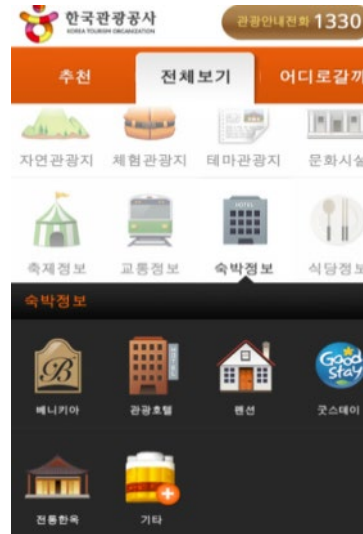 한국관광공사
KOREA TOURISM ORGANIZATION
관광안내전화 1330
추천 전체보기 어디로갈까
자연관광지 체험관광지 테마관광지 문화시설
축제정보 교통정보 숙박정보 식당정보
HOTEL
숙박정보
B
Good Stay
베니키아 관광호텔 펜션 굿스데이
전통한옥 기타